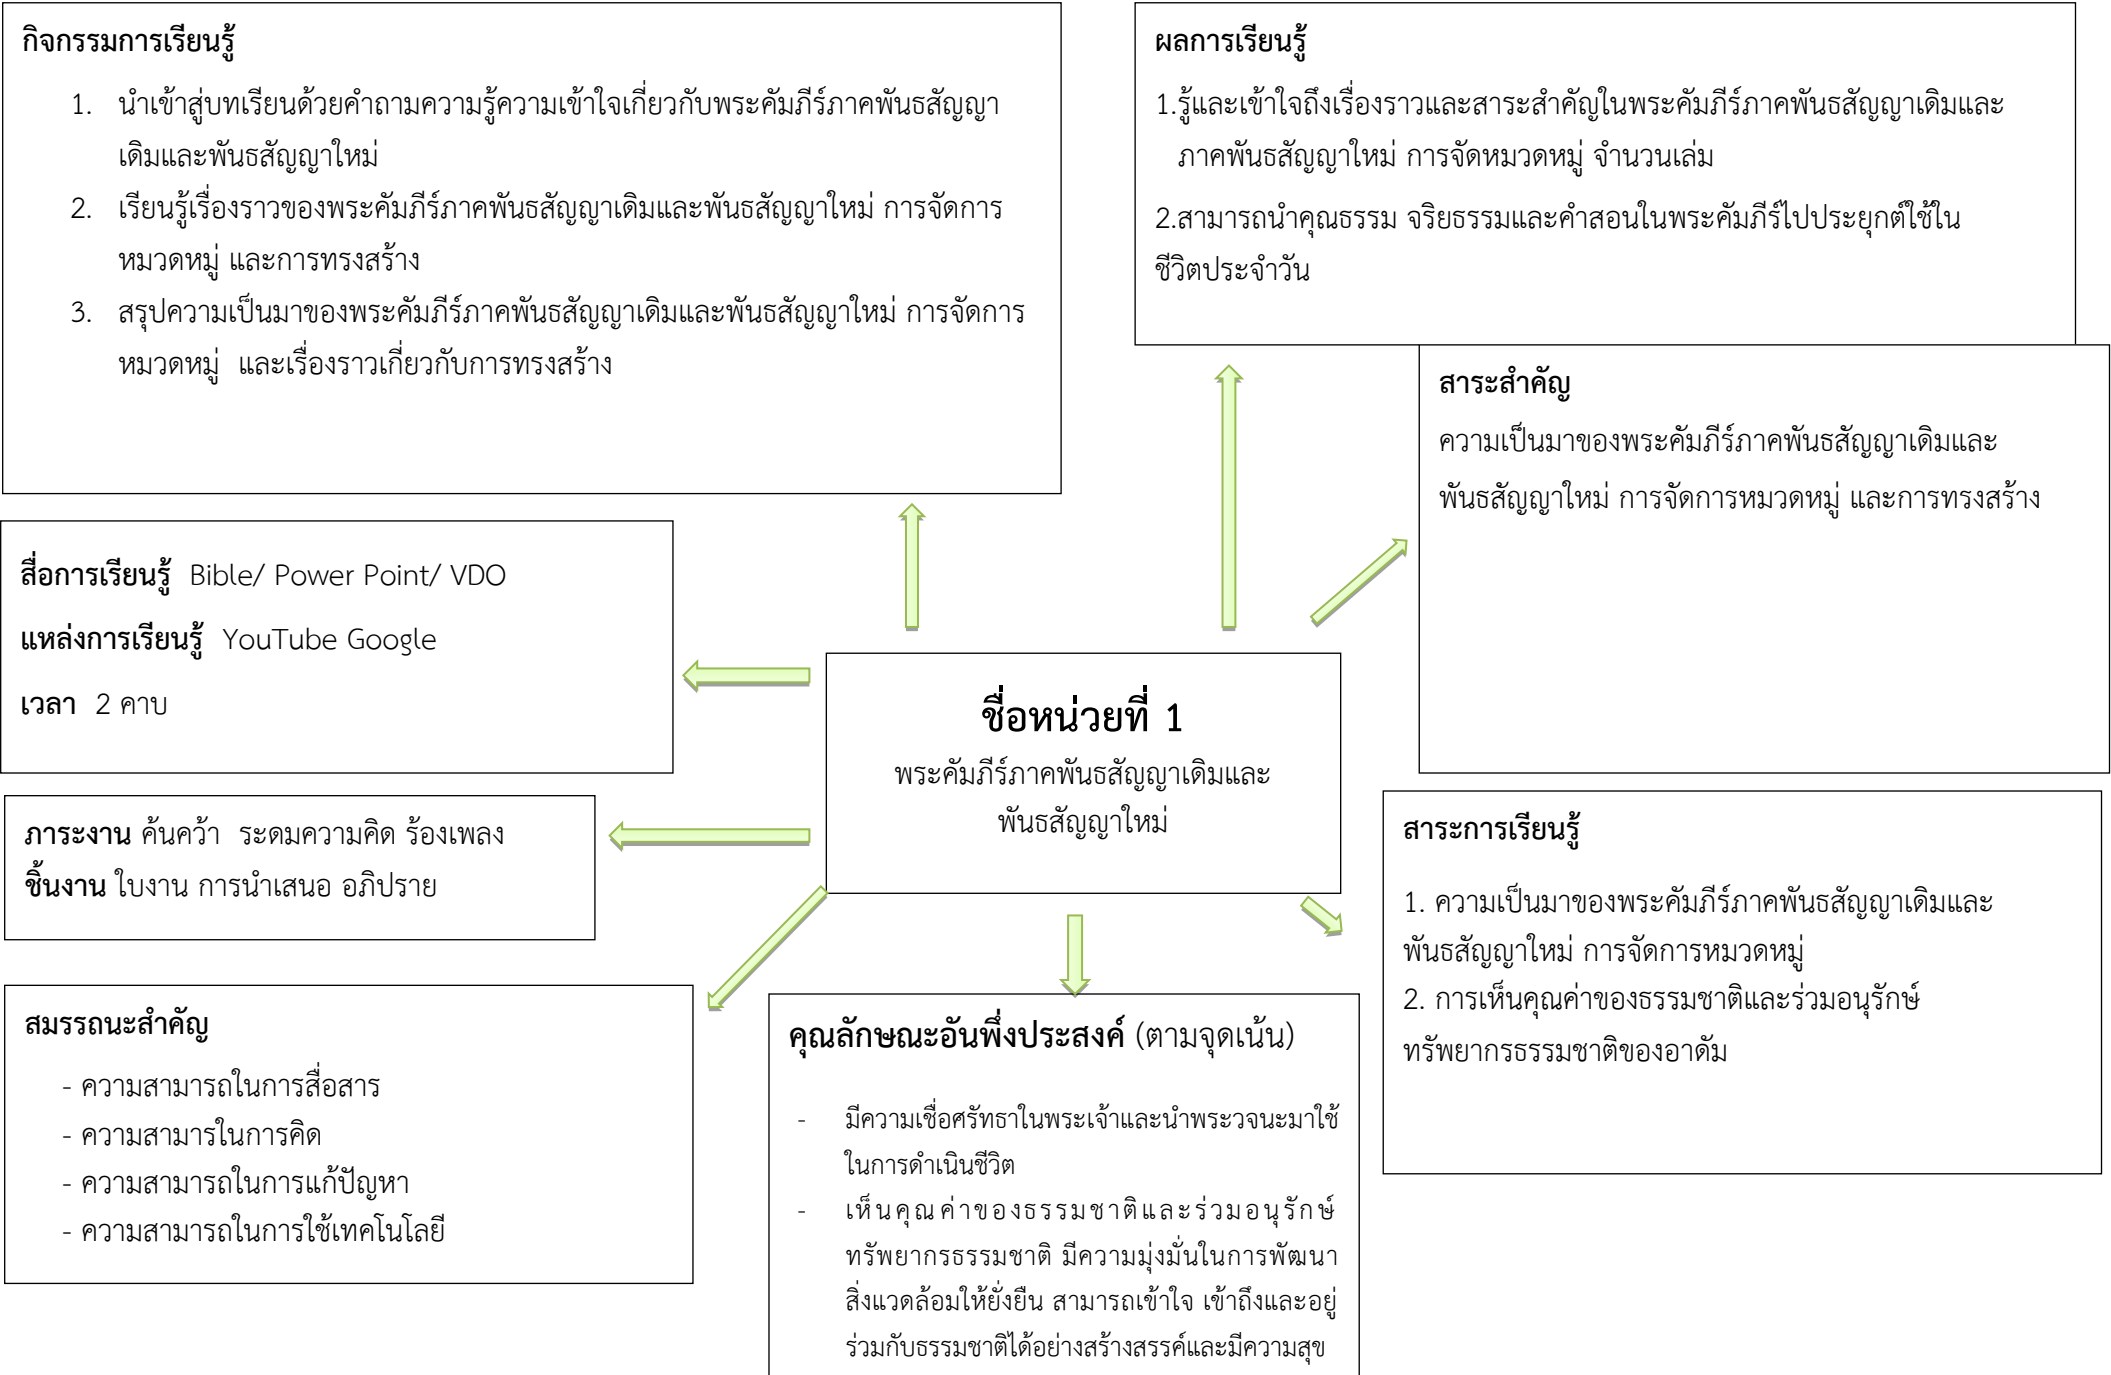 กิจกรรมการเรียนรู้
1. นำเข้าสู่บทเรียนด้วยคำถามความรู้ความเข้าใจเกี่ยวกับพระคัมภีร์ภาคพันธสัญญา
เดิมและพันธสัญญาใหม่
2. เรียนรู้เรื่องราวของพระคัมภีร์ภาคพันธสัญญาเดิมและพันธสัญญาใหม่ การจัดการ
หมวดหมู่ และการทรงสร้าง
3. สรุปความเป็นมาของพระคัมภีร์ภาคพันธสัญญาเดิมและพันธสัญญาใหม่ การจัดการ
หมวดหมู่ และเรื่องราวเกี่ยวกับการทรงสร้าง
ผลการเรียนรู้
1.รู้และเข้าใจถึงเรื่องราวและสาระสำคัญในพระคัมภีร์ภาคพันธสัญญาเดิมและ
ภาคพันธสัญญาใหม่ การจัดหมวดหมู่ จำนวนเล่ม
2.สามารถนำคุณธรรม จริยธรรมและคำสอนในพระคัมภีร์ไปประยุกต์ใช้ใน
ชีวิตประจำวัน
สาระสำคัญ
ความเป็นมาของพระคัมภีร์ภาคพันธสัญญาเดิมและ
พันธสัญญาใหม่ การจัดการหมวดหมู่ และการทรงสร้าง
สื่อการเรียนรู้ Bible/ Power Point/ VDO
แหล่งการเรียนรู้ YouTube Google
เวลา 2 คาบ
ชื่อหน่วยที่ 1
พระคัมภีร์ภาคพันธสัญญาเดิมและ
พันธสัญญาใหม่
ภาระงาน ค้นคว้า ระดมความคิด ร้องเพลง
ชิ้นงาน ใบงาน การนำเสนอ อภิปราย
สาระการเรียนรู้
1. ความเป็นมาของพระคัมภีร์ภาคพันธสัญญาเดิมและ
พันธสัญญาใหม่ การจัดการหมวดหมู่
2. การเห็นคุณค่าของธรรมชาติและร่วมอนุรักษ์
ทรัพยากรธรรมชาติของอาดัม
สมรรถนะสำคัญ
- ความสามารถในการสื่อสาร
- ความสามารในการคิด
- ความสามารถในการแก้ปัญหา
- ความสามารถในการใช้เทคโนโลยี
คุณลักษณะอันพึ่งประสงค์ (ตามจุดเน้น)
- มีความเชื่อศรัทธาในพระเจ้าและนำพระวจนะมาใช้
ในการดำเนินชีวิต
- เห็นคุณค่าของธรรมชาติและร่วมอนุรักษ์
ทรัพยากรธรรมชาติ มีความมุ่งมั่นในการพัฒนา
สิ่งแวดล้อมให้ยั่งยืน สามารถเข้าใจ เข้าถึงและอยู่
ร่วมกับธรรมชาติได้อย่างสร้างสรรค์และมีความสุข